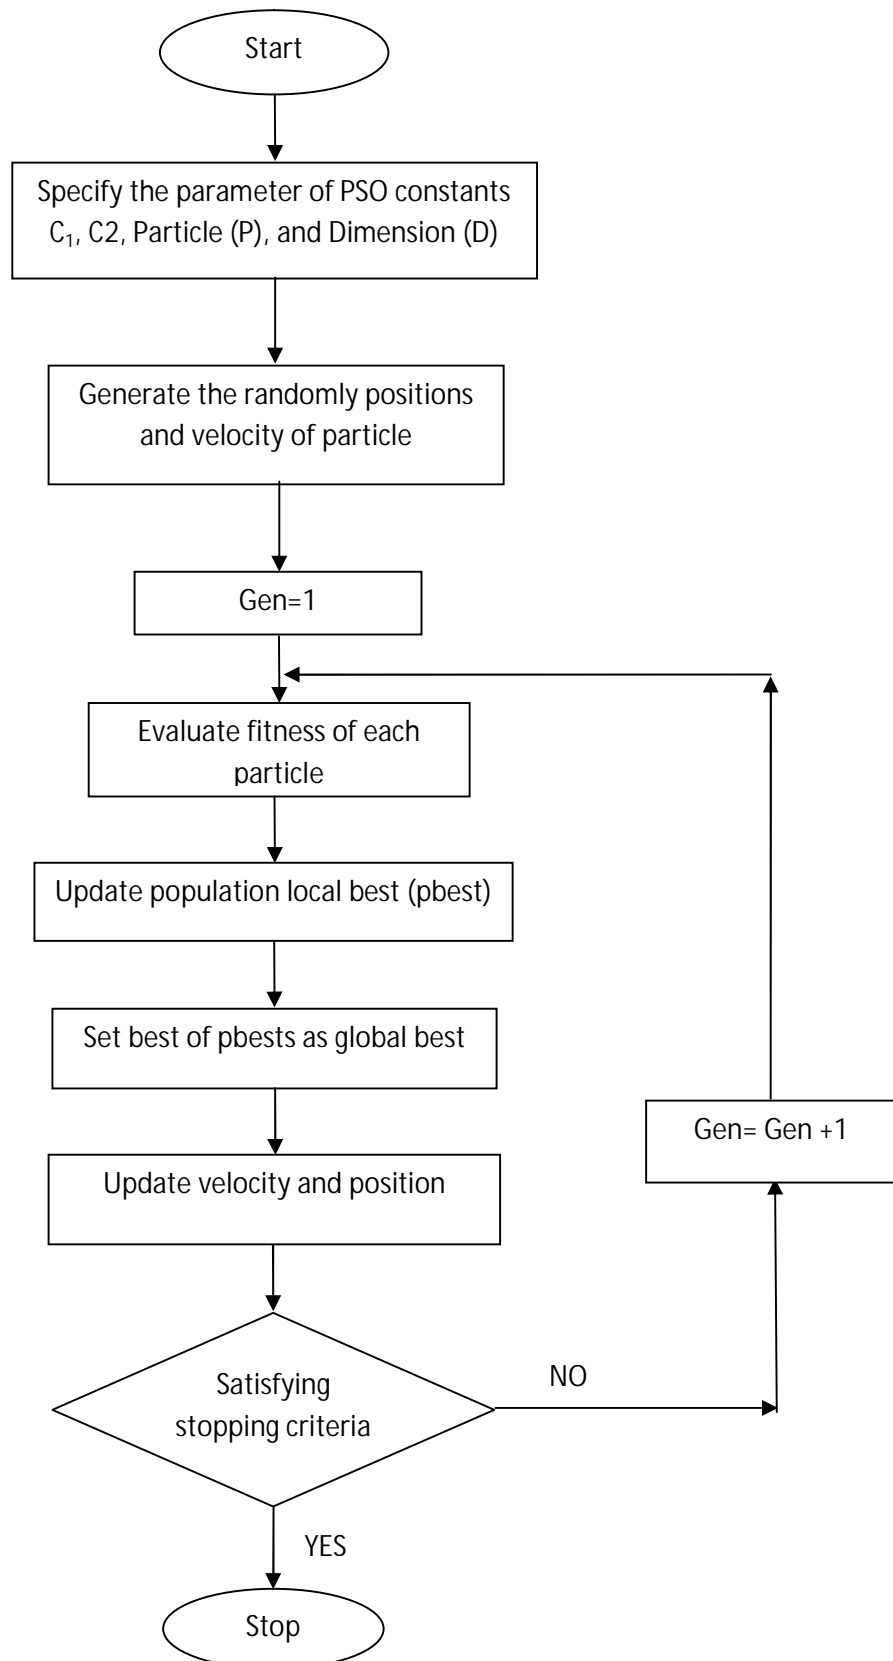 Start
Specify the parameter of PSO constants
C₁, C2, Particle (P), and Dimension (D)
Generate the randomly positions
and velocity of particle
Gen=1
Evaluate fitness of each
particle
Update population local best (pbest)
Set best of pbests as global best
Update velocity and position
Gen= Gen +1
Satisfying
stopping criteria
NO
YES
Stop